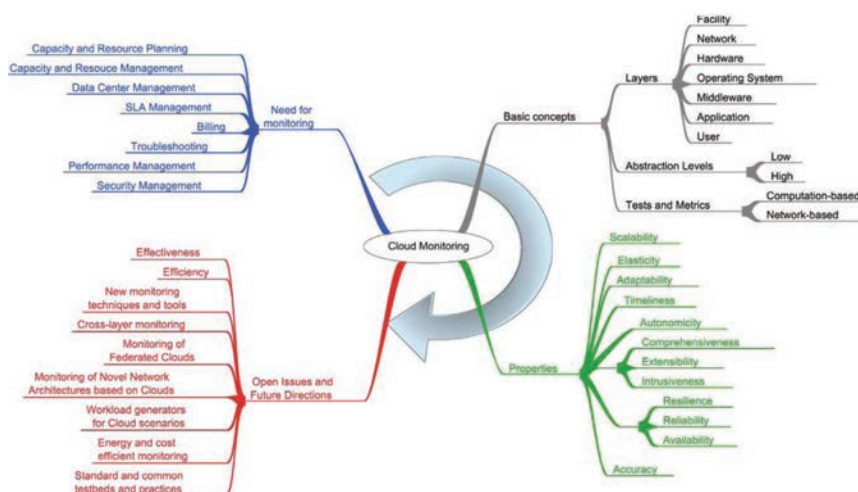 Capacity and Resource Planning
Capacity and Resouce Management
Data Center Management
SLA Management
Billing
Troubleshooting
Performance Management
Security Management
Need for
monitoring
Cloud Monitoring
Basic concepts
Layers
Facility
Network
Hardware
Operating System
Middleware
Application
User
Abstraction Levels
Low
High
Tests and Metrics
Computation-based
Network-based
Properties
Scalability
Elasticity
Adaptability
Timeliness
Autonomicity
Comprehensiveness
Extensibility
Intrusiveness
Resilience
Reliability
Availability
Accuracy
Open Issues and
Future Directions
Effectiveness
Efficiency
New monitoring
techniques and tools
Cross-layer monitoring
Monitoring of
Federated Clouds
Monitoring of Novel Network
Architectures based on Clouds
Workload generators
for Cloud scenarios
Energy and cost
efficient monitoring
Standard and common
testbeds and practices